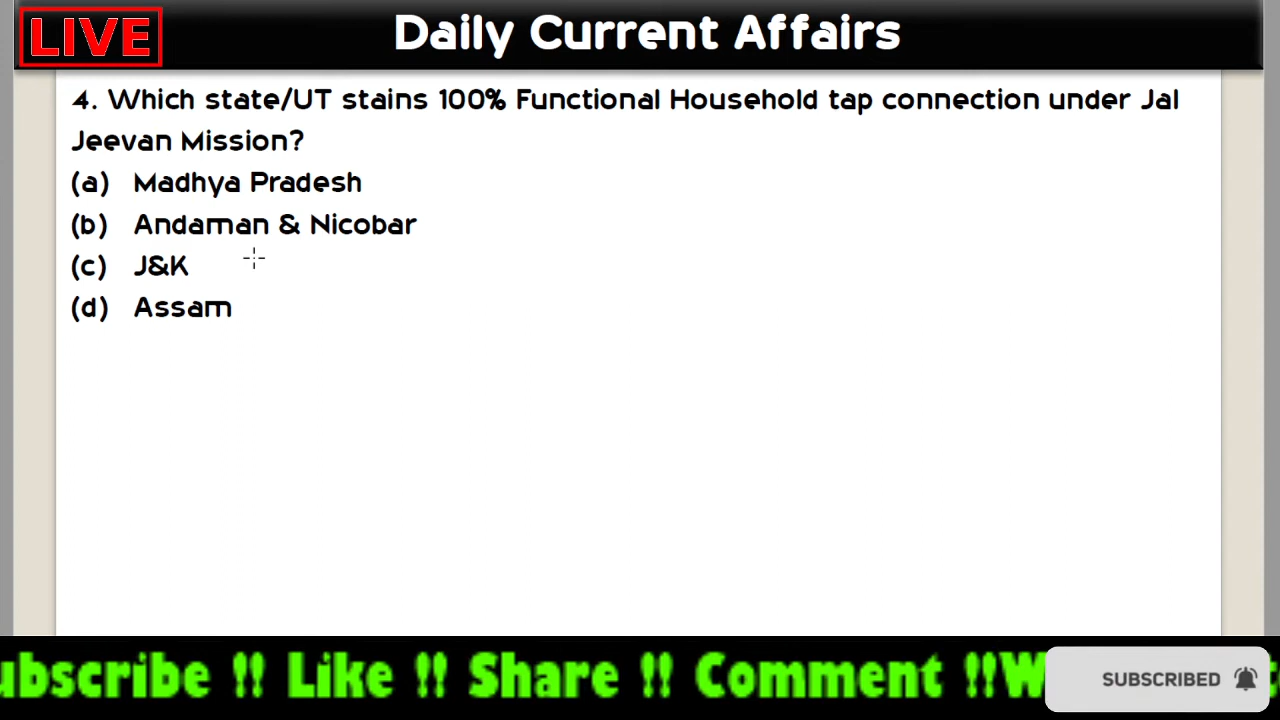 LIVE
Daily Current Affairs
4. Which state/UT stains 100% Functional Household tap connection under Jal
Jeevan Mission?
(a) Madhya Pradesh
(b) Andaman & Nicobar
(c) J&K
(d) Assam
ubscribe !! Like !! Share !! Comment !!W
SUBSCRIBED